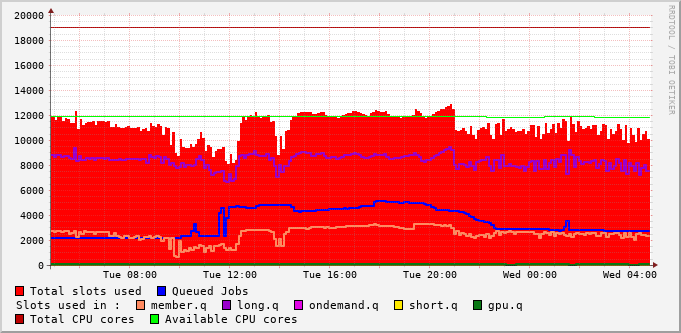 RRDTOOL / TOBI OETIKER
20000
18000
16000
14000
12000
10000
8000
6000
4000
2000
0
Tue 08:00 Tue 12:00 Tue 16:00 Tue 20:00 Wed 00:00 Wed 04:00
Total slots used Queued Jobs
Slots used in : member.q long.q ondemand.q short.q gpu.q
Total CPU cores Available CPU cores